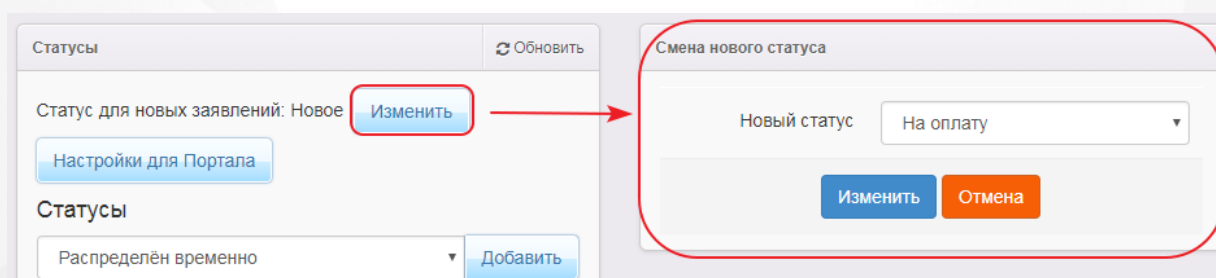 Статусы
Обновить
Статус для новых заявлений: Новое
Изменить
Настройки для Портала
Статусы
Распределён временно
Добавить
Смена нового статуса
Новый статус
На оплату
Изменить
Отмена